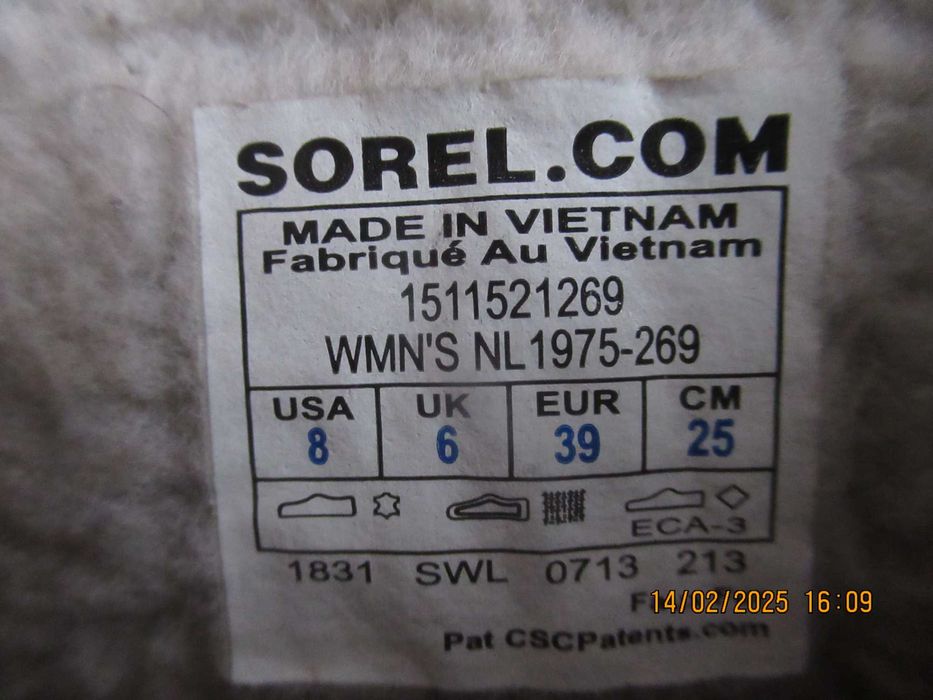 SOREL.COM
MADE IN VIETNAM
Fabriqué Au Vietnam
1511521269
WMN'S NL1975-269
USA UK EUR CM
8 6 39 25
ECA-3
1831 SWL 0713 213
14/02/2025 16:09
Pat CSCPatents.com